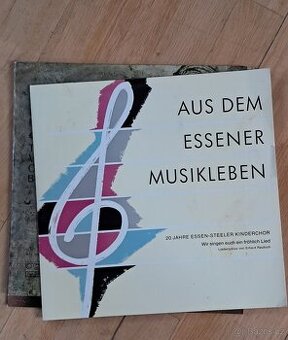 AUS DEM
ESSENER
MUSIKLEBEN
20 JAHRE ESSEN-STEELER KINDERCHOR
Wir singen euch ein fröhlich Lied